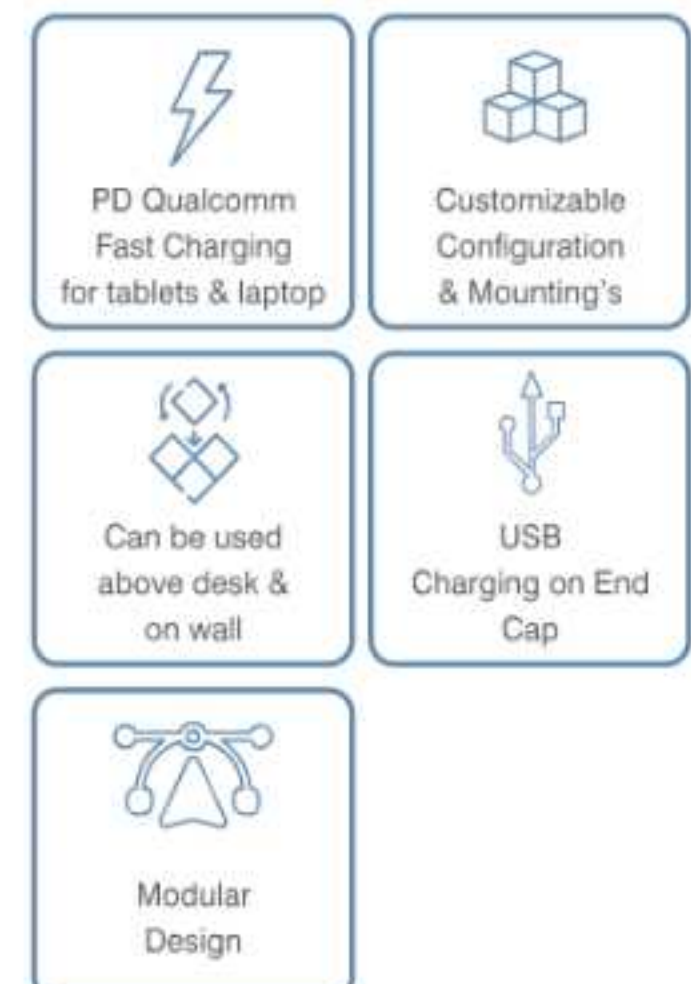 PD Qualcomm
Fast Charging
for tablets & laptop
Customizable
Configuration
& Mounting's
Can be used
above desk &
on wall
USB
Charging on End
Cap
Modular
Design